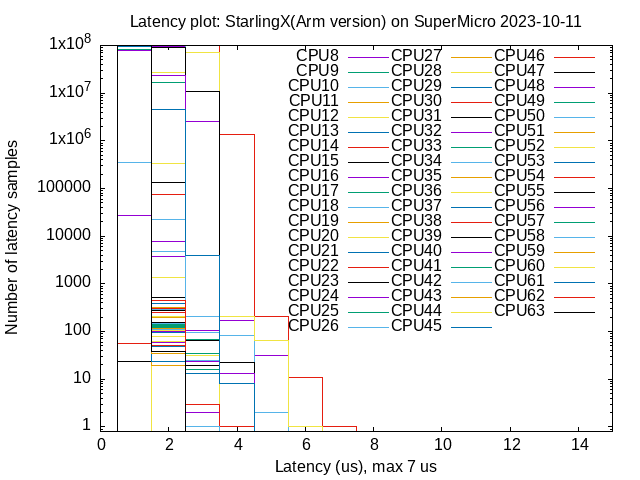 Latency plot: StarlingX(Arm version) on SuperMicro 2023-10-11
1x10^8
1x10^7
1x10^6
100000
10000
1000
100
10
1
Number of latency samples
CPU8
CPU9
CPU10
CPU11
CPU12
CPU13
CPU14
CPU15
CPU16
CPU17
CPU18
CPU19
CPU20
CPU21
CPU22
CPU23
CPU24
CPU25
CPU26
CPU27
CPU28
CPU29
CPU30
CPU31
CPU32
CPU33
CPU34
CPU35
CPU36
CPU37
CPU38
CPU39
CPU40
CPU41
CPU42
CPU43
CPU44
CPU45
CPU46
CPU47
CPU48
CPU49
CPU50
CPU51
CPU52
CPU53
CPU54
CPU55
CPU56
CPU57
CPU58
CPU59
CPU60
CPU61
CPU62
CPU63
0 2 4 6 8 10 12 14
Latency (us), max 7 us